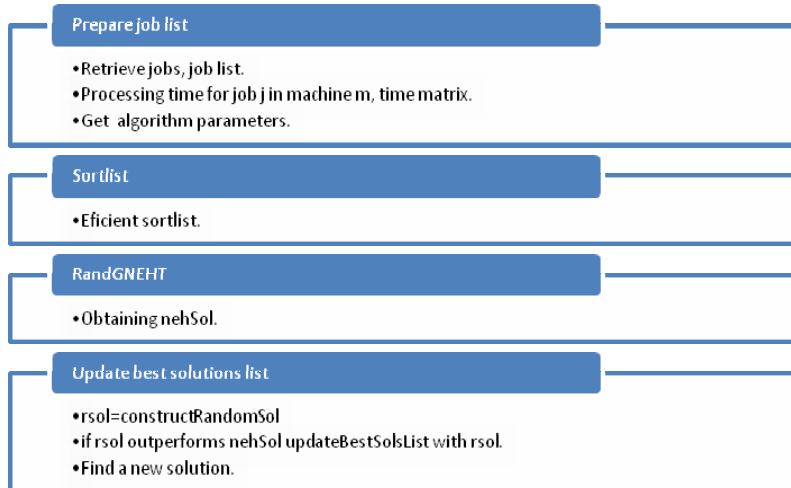 Prepare job list
•Retrieve jobs, job list.
•Processing time for job j in machine m, time matrix.
•Get algorithm parameters.
Sortlist
•Eficient sortlist.
RandGNEHT
•Obtaining nehSol.
Update best solutions list
•rsol=constructRandomSol
•if rsol outperforms nehSol updateBestSolsList with rsol.
•Find a new solution.